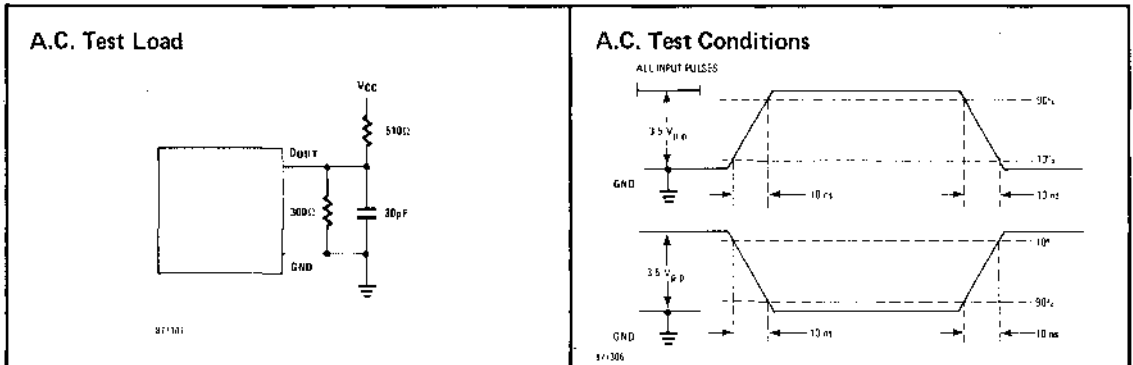 A.C. Test Load
VCC
510Ω
DOUT
300Ω
30pF
GND
A.C. Test Conditions
ALL INPUT PULSES
90%
3.5 Vp-p
10%
GND
10 ns
10 ns
10%
3.5 Vp-p
90%
GND
10 ns
10 ns